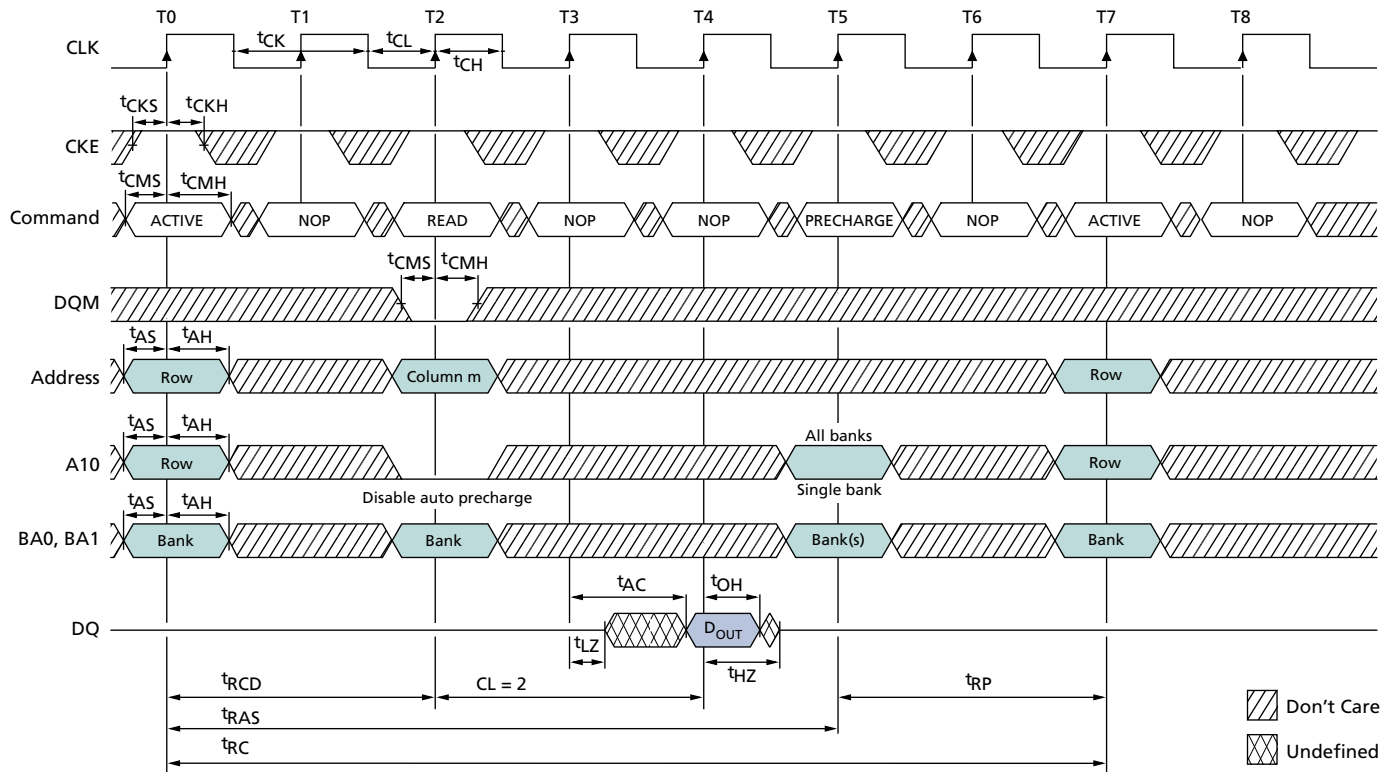 T0 T1 T2 T3 T4 T5 T6 T7 T8
CLK
tCK tCL
tCH
tCKS tCKH
CKE
tCMS tCMH
Command ACTIVE NOP READ NOP NOP PRECHARGE NOP ACTIVE NOP
tCMS tCMH
DQM
tAS tAH
Address Row Column m Row
tAS tAH
All banks
A10 Row Row
Disable auto precharge Single bank
tAS tAH
BA0, BA1 Bank Bank Bank(s) Bank
tAC tOH
DQ DOUT
tLZ
tHZ
tRCD CL = 2 tRP
tRAS
tRC
Don't Care
Undefined